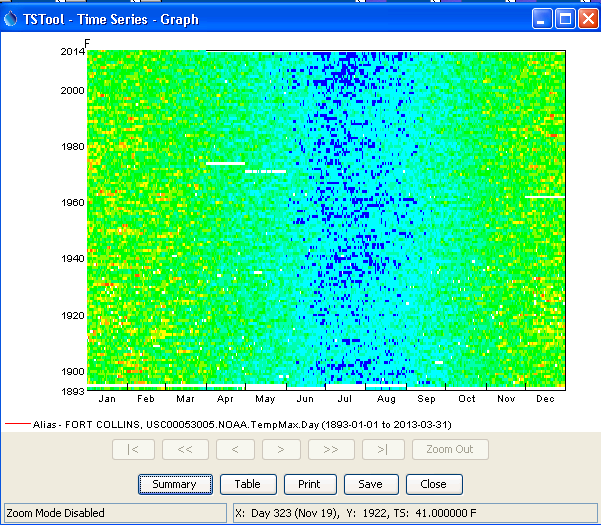 TSTool - Time Series - Graph
F
2014
2000
1980
1960
1940
1920
1900
1893
Jan Feb Mar Apr May Jun Jul Aug Sep Oct Nov Dec
Alias - FORT COLLINS, USC00053005.NOAA.TempMax.Day (1893-01-01 to 2013-03-31)
|< << < > >> >| Zoom Out
Summary Table Print Save Close
Zoom Mode Disabled X: Day 323 (Nov 19), Y: 1922, TS: 41.000000 F